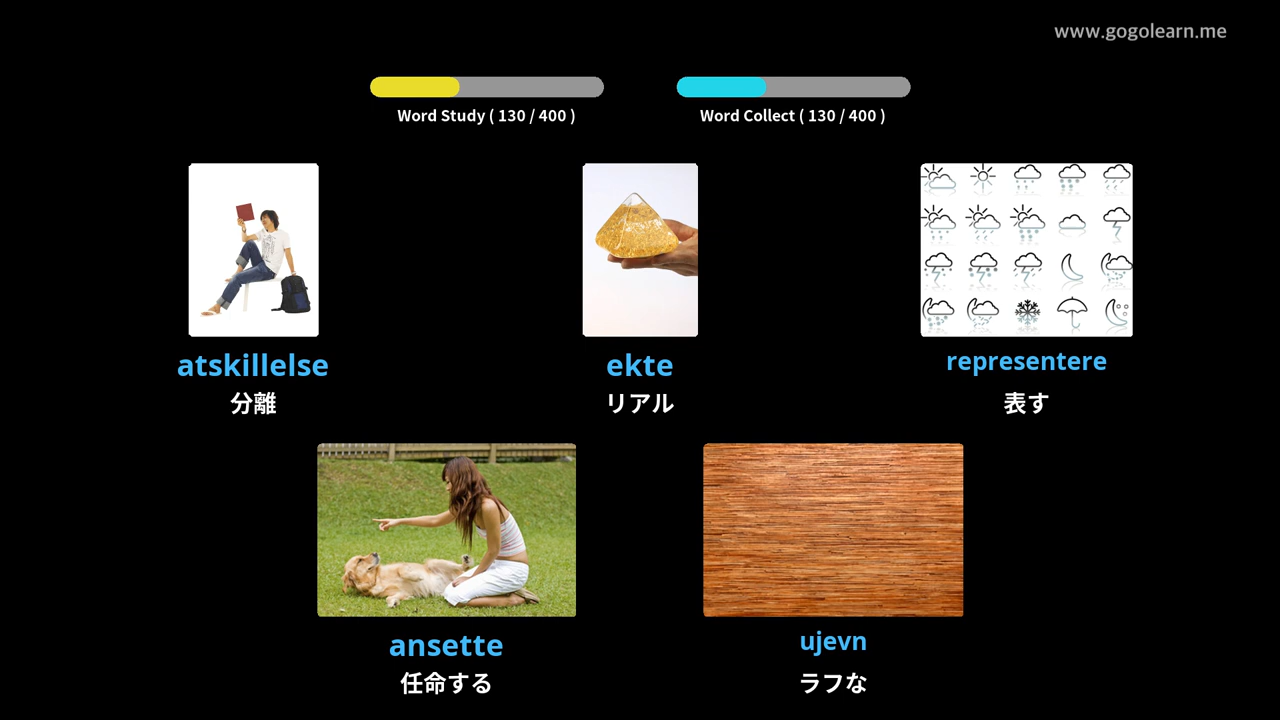 www.gogolearn.me
Word Study ( 130 / 400 )
Word Collect ( 130 / 400 )
atskillelse
分離
ekte
リアル
representere
表す
ansette
任命する
ujevn
ラフな